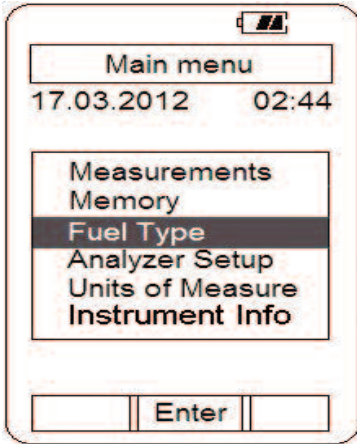 Main menu
17.03.2012 02:44
Measurements
Memory
Fuel Type
Analyzer Setup
Units of Measure
Instrument Info
Enter